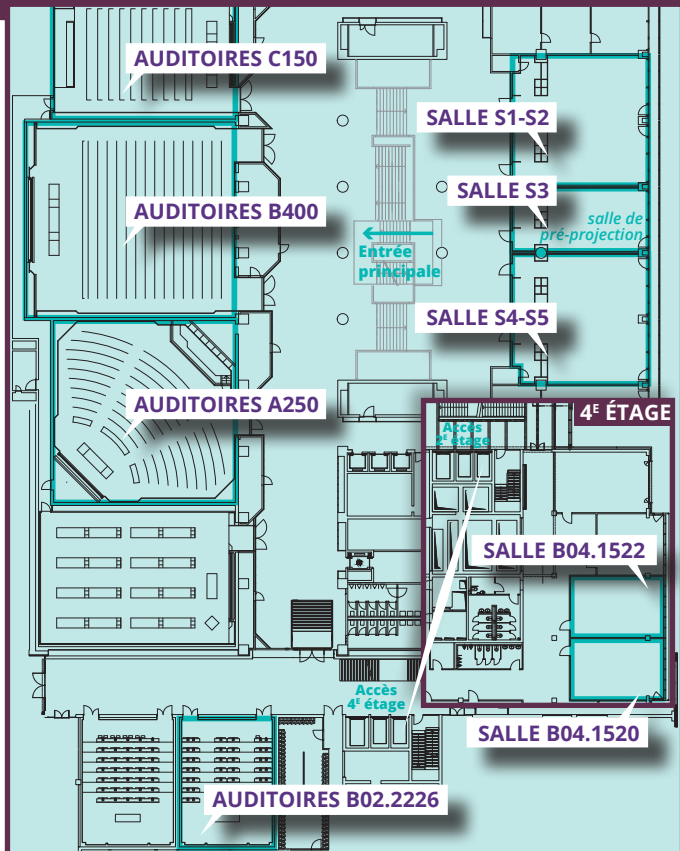 AUDITOIRES C150
SALLE S1-S2
SALLE S3
AUDITOIRES B400
salle de
pré-projection
Entrée
principale
SALLE S4-S5
AUDITOIRES A250
4E ÉTAGE
Accès
2E étage
SALLE B04.1522
Accès
4E étage
SALLE B04.1520
AUDITOIRES B02.2226